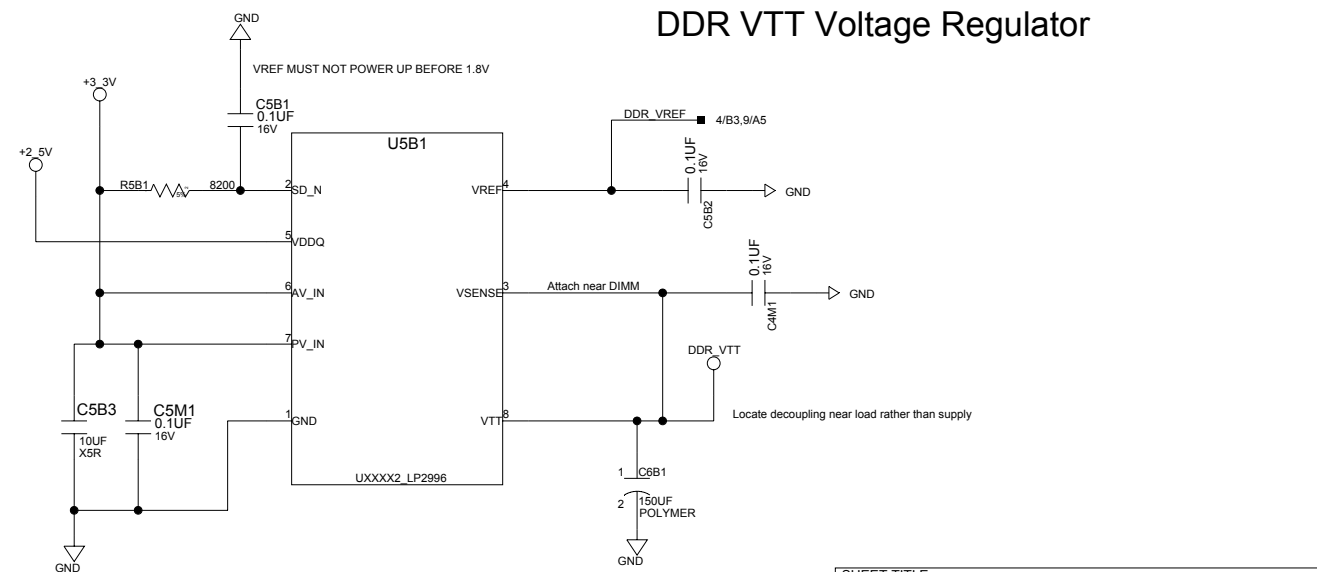 DDR VTT Voltage Regulator
GND
VREF MUST NOT POWER UP BEFORE 1.8V
+3_3V
C5B1
0.1UF
16V
DDR_VREF
4/B3,9/A5
U5B1
+2_5V
R5B1
5%
8200
2
SD_N
VREF
4
0.1UF
16V
C5B2
GND
5
VDDQ
6
AV_IN
VSENSE
3
Attach near DIMM
0.1UF
16V
C4M1
GND
7
PV_IN
DDR_VTT
C5B3
10UF
X5R
C5M1
0.1UF
16V
1
GND
VTT
8
Locate decoupling near load rather than supply
UXXXX2_LP2996
1
C6B1
2
150UF
POLYMER
GND
GND
SHEET TITLE